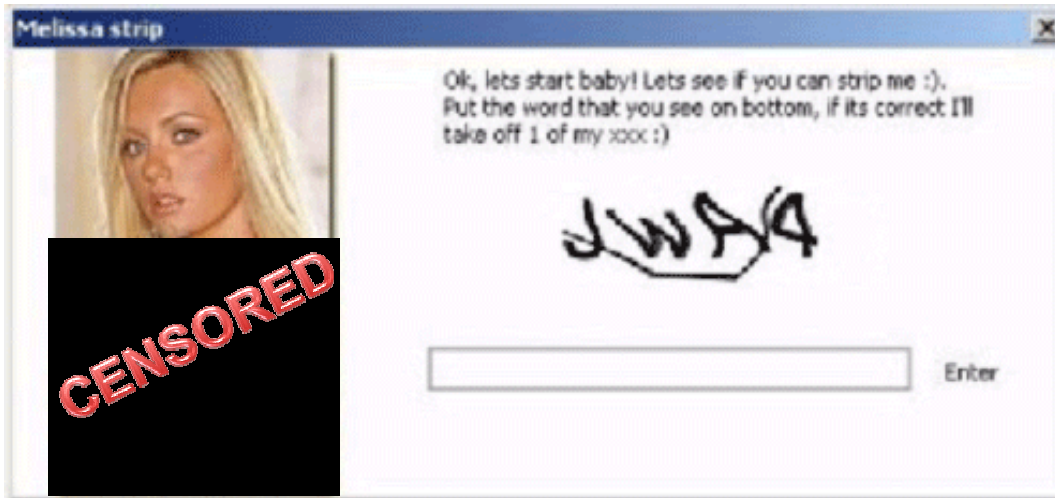 Melissa strip
Ok, lets start baby! Lets see if you can strip me :).
Put the word that you see on bottom, if its correct I'll
take off 1 of my xxx :)
CENSORED
Enter